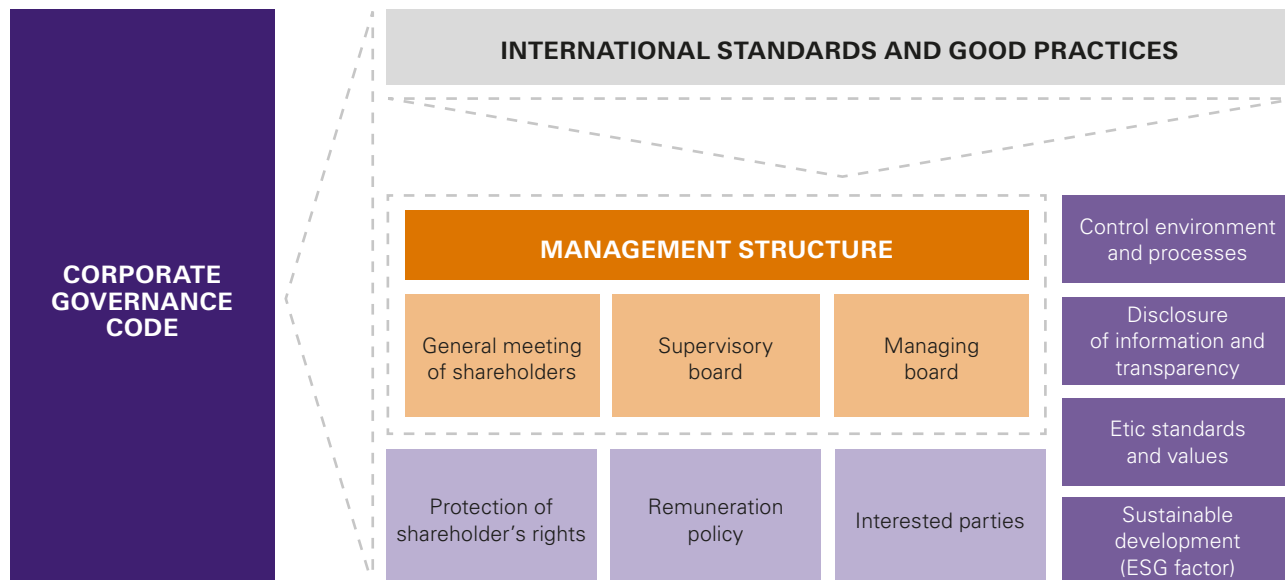 CORPORATE
GOVERNANCE
CODE
INTERNATIONAL STANDARDS AND GOOD PRACTICES
MANAGEMENT STRUCTURE
General meeting
of shareholders
Supervisory
board
Managing
board
Protection of
shareholder’s rights
Remuneration
policy
Interested parties
Control environment
and processes
Disclosure
of information and
transparency
Etic standards
and values
Sustainable
development
(ESG factor)